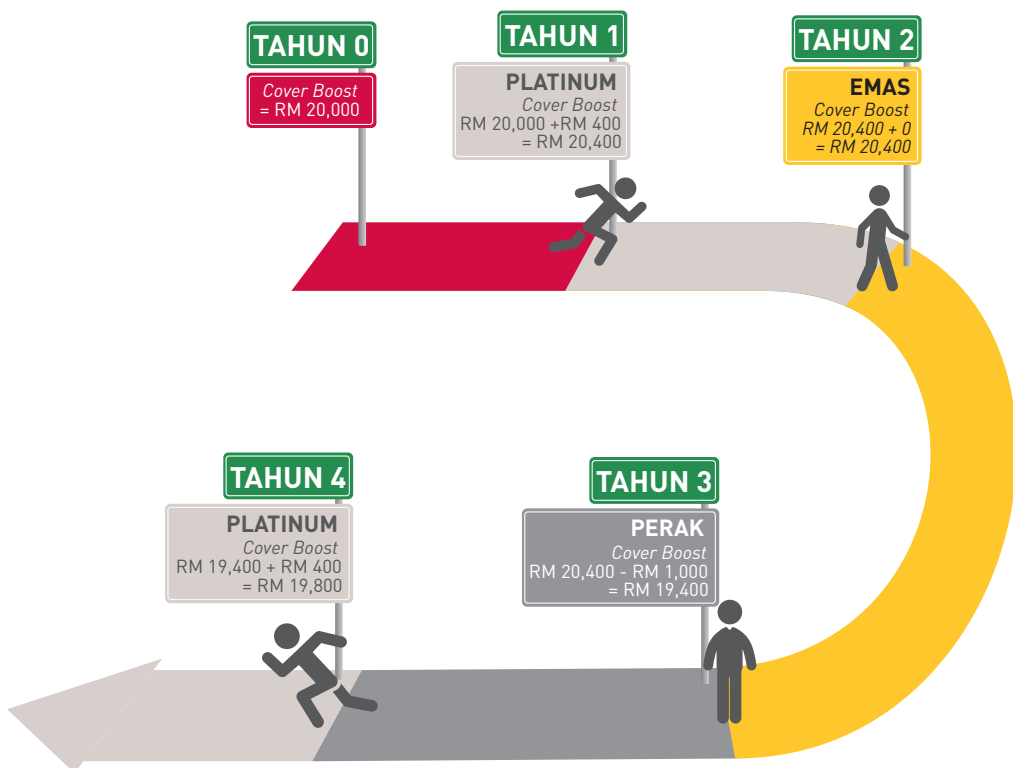 TAHUN 0
Cover Boost
= RM 20,000
TAHUN 1
PLATINUM
Cover Boost
RM 20,000 +RM 400
= RM 20,400
TAHUN 2
EMAS
Cover Boost
RM 20,400 + 0
= RM 20,400
TAHUN 3
PERAK
Cover Boost
RM 20,400 - RM 1,000
= RM 19,400
TAHUN 4
PLATINUM
Cover Boost
RM 19,400 + RM 400
= RM 19,800